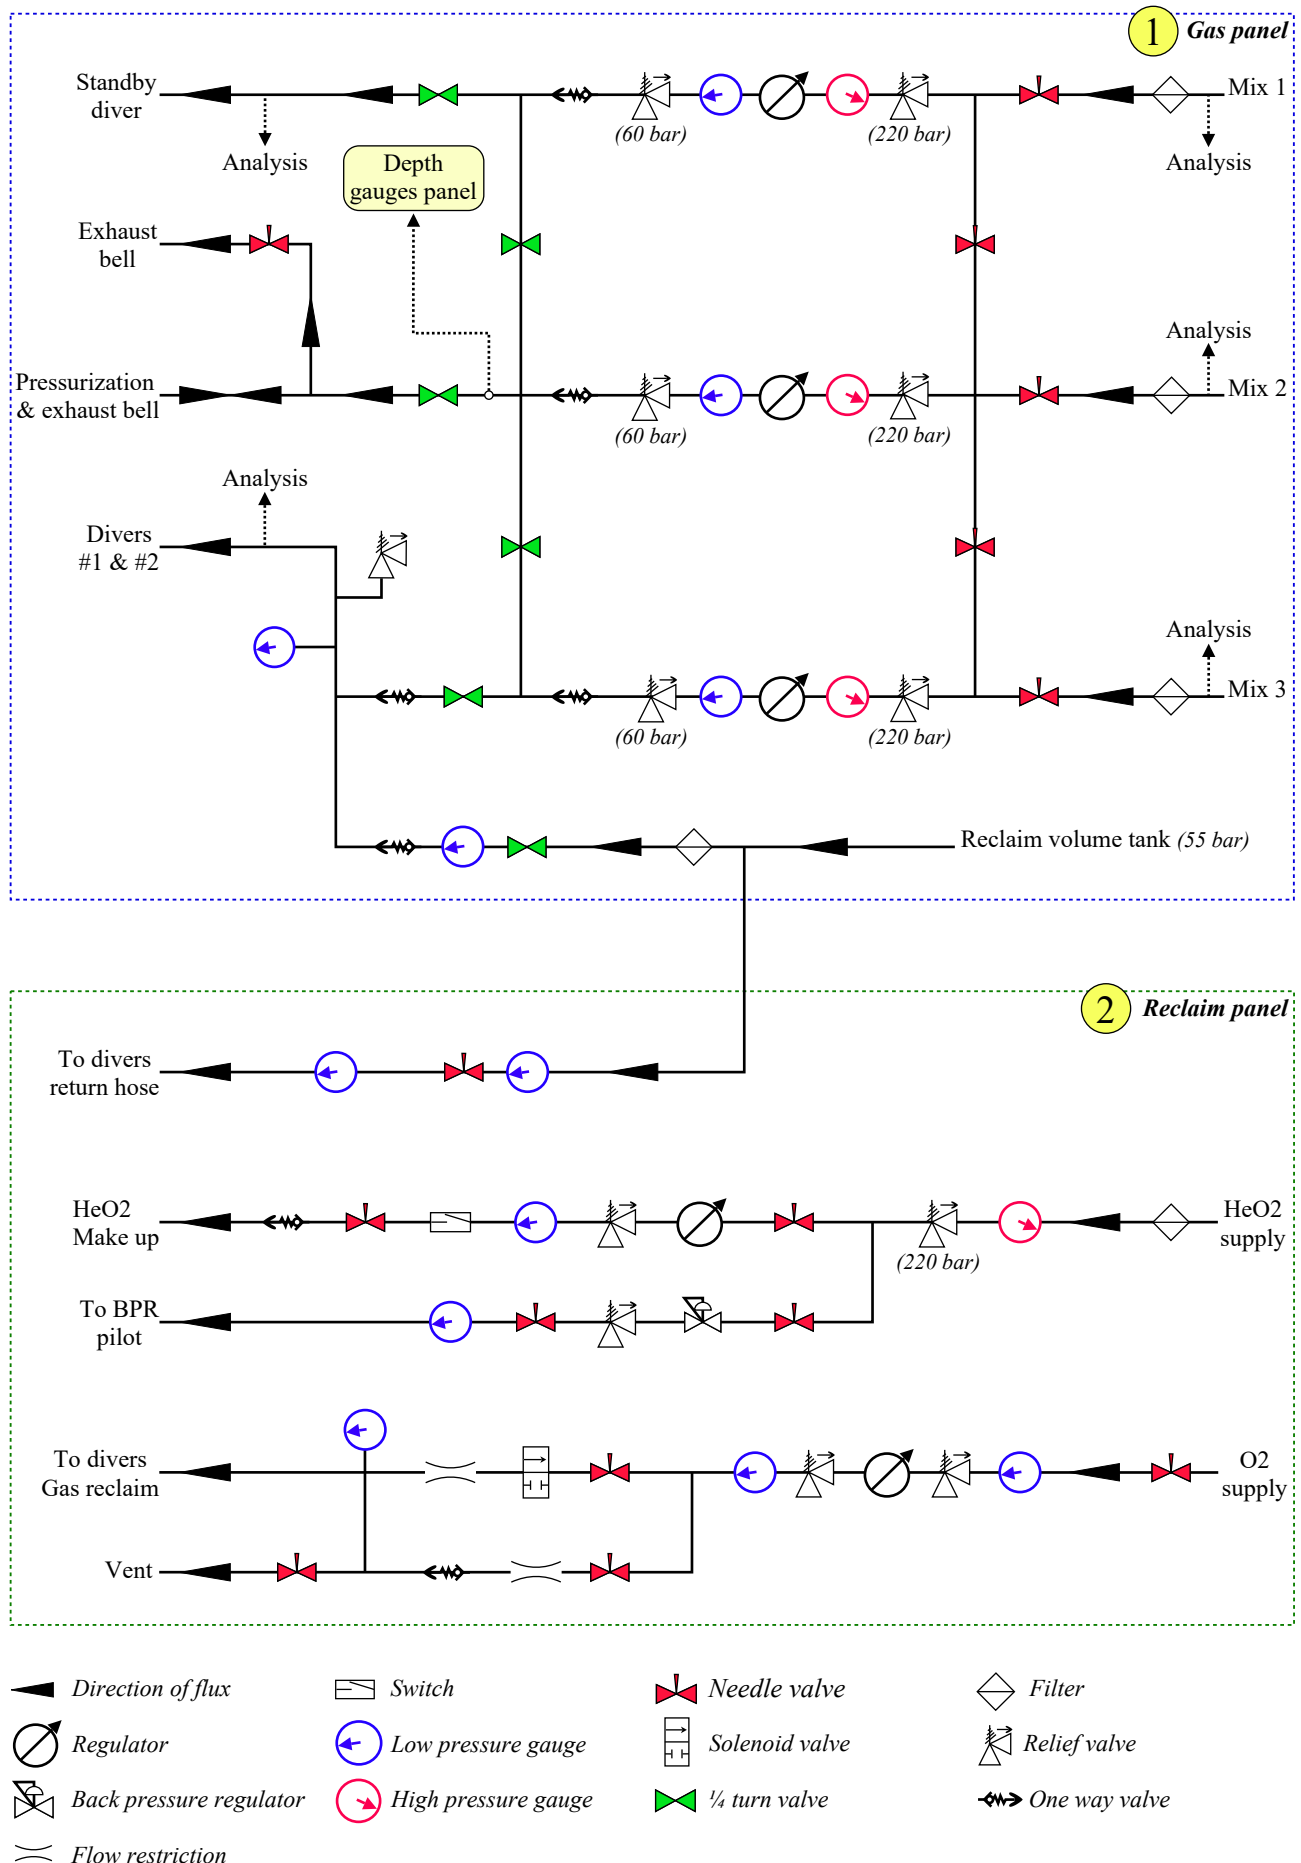 1 Gas panel
Standby
diver
Mix 1
(60 bar)
(220 bar)
Analysis
Analysis
Depth
gauges panel
Exhaust
bell
Analysis
Pressurization
& exhaust bell
Mix 2
(60 bar)
(220 bar)
Analysis
Divers
#1 & #2
Analysis
Mix 3
(60 bar)
(220 bar)
Reclaim volume tank (55 bar)
2 Reclaim panel
To divers
return hose
HeO2
Make up
HeO2
supply
(220 bar)
To BPR
pilot
To divers
Gas reclaim
O2
supply
Vent
Direction of flux
Switch
Needle valve
Filter
Regulator
Low pressure gauge
Solenoid valve
Relief valve
Back pressure regulator
High pressure gauge
¼ turn valve
One way valve
Flow restriction